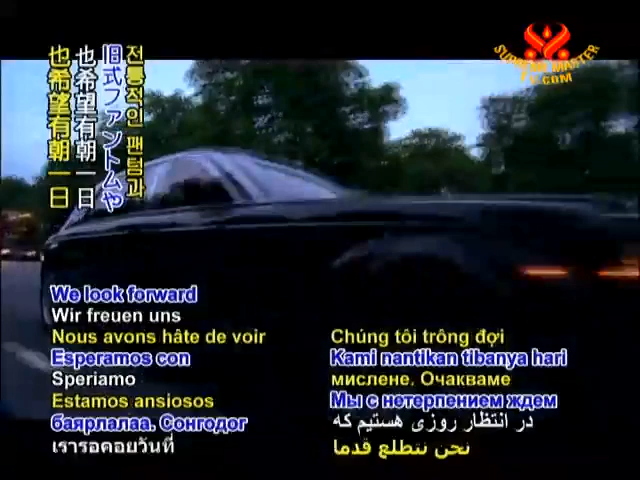 SUPREME MASTER
TV.COM
전통적인 팬텀과
旧式ファントムや
也希望有朝一日
也希望有朝一日
We look forward
Wir freuen uns
Nous avons hâte de voir
Esperamos con
Speriamo
Estamos ansiosos
баярлалаа. Сонгодог
เรารอคอยวันที่
Chúng tôi trông đợi
Kami nantikan tibanya hari
мислене. Очакваме
Мы с нетерпением ждем
در انتظار روزی هستیم که
نحن نتطلع قدما